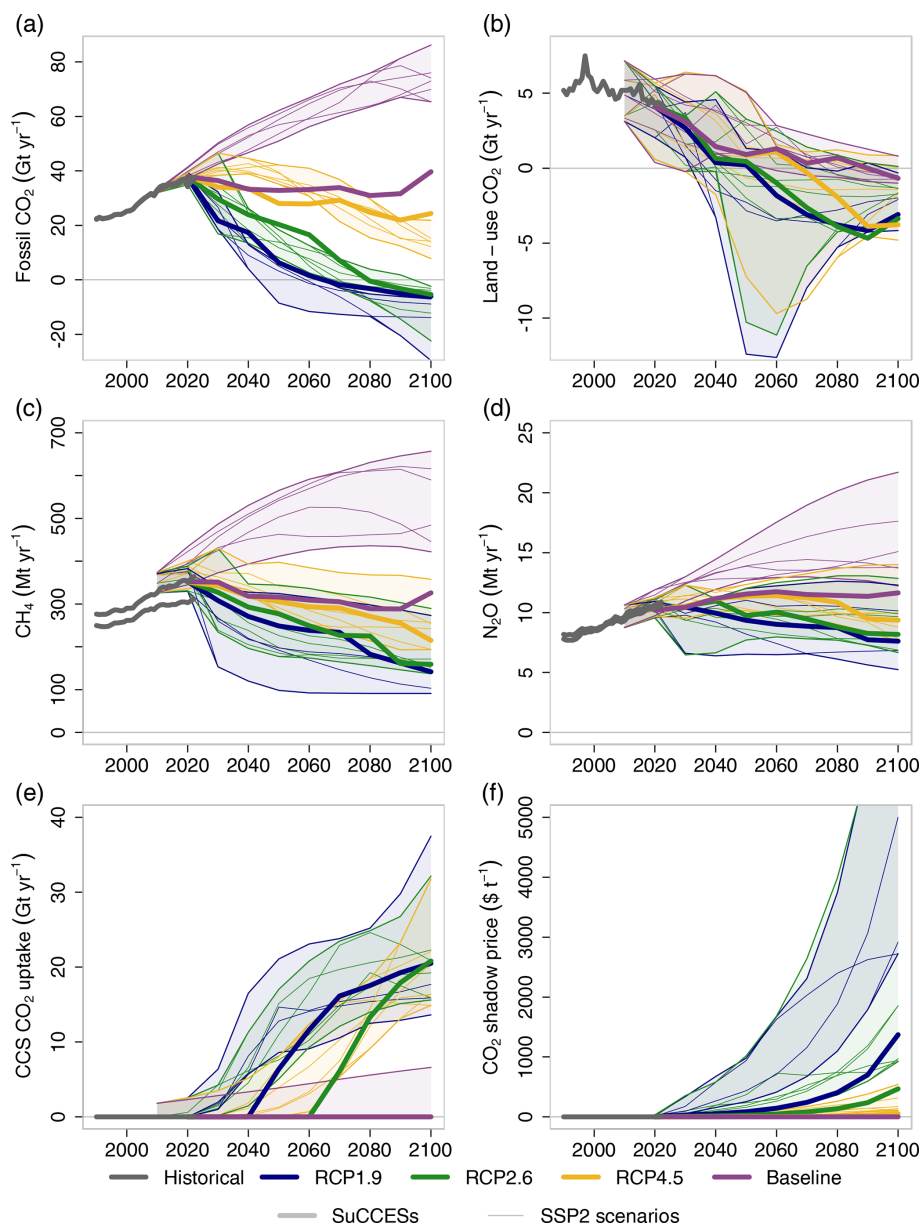 (a) (b)
Fossil CO₂ (Gt yr⁻¹)
80
60
40
20
0
-20
2000 2020 2040 2060 2080 2100
Land − use CO₂ (Gt yr⁻¹)
5
0
-5
-10
2000 2020 2040 2060 2080 2100
(c) (d)
CH₄ (Mt yr⁻¹)
700
500
300
100
0
2000 2020 2040 2060 2080 2100
N₂O (Mt yr⁻¹)
25
20
15
10
5
0
2000 2020 2040 2060 2080 2100
(e) (f)
CCS CO₂ uptake (Gt yr⁻¹)
40
30
20
10
0
2000 2020 2040 2060 2080 2100
CO₂ shadow price ($ t⁻¹)
5000
4000
3000
2000
1000
0
2000 2020 2040 2060 2080 2100
Historical RCP1.9 RCP2.6 RCP4.5 Baseline
SuCCESs SSP2 scenarios